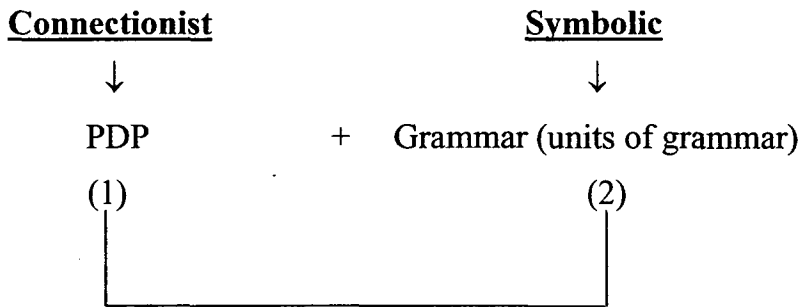 Connectionist Symbolic
↓ ↓
PDP + Grammar (units of grammar)
(1) (2)